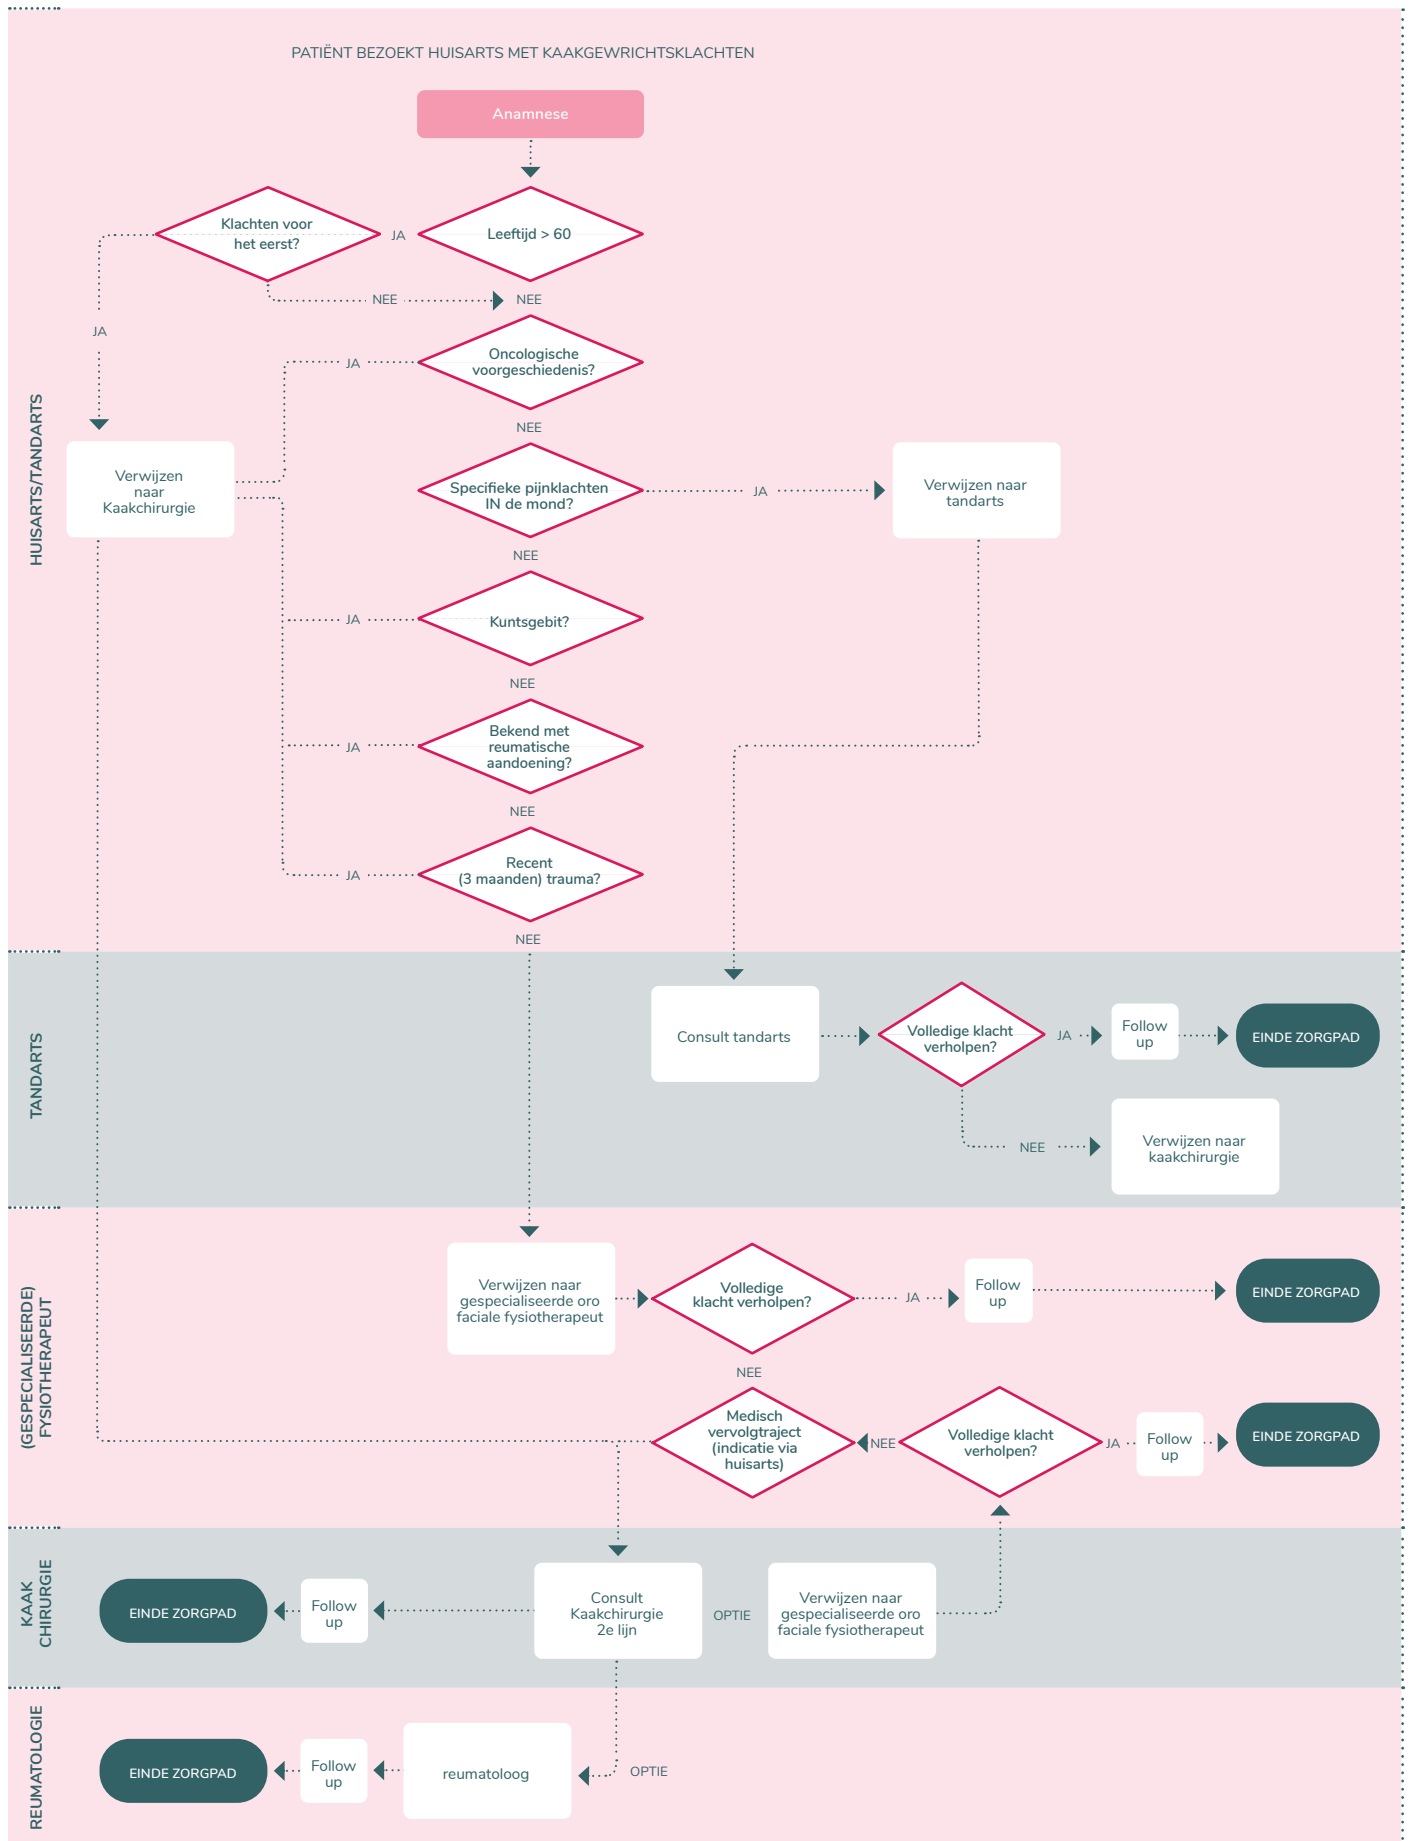 PATIËNT BEZOEKT HUISARTS MET KAAKGEWRICHTSKLACHTEN
Anamnese
Klachten voor
het eerst?
JA
Leeftijd > 60
NEE
NEE
JA
Oncologische
voorgeschiedenis?
JA
NEE
HUISARTS/TANDARTS
Verwijzen
naar
Kaakchirurgie
Specifieke pijnklachten
IN de mond?
JA
Verwijzen naar
tandarts
NEE
Kuntsgebit?
JA
NEE
Bekend met
reumatische
aandoening?
JA
NEE
Recent
(3 maanden) trauma?
JA
NEE
TANDARTS
Consult tandarts
Volledige klacht
verholpen?
JA
Follow
up
EINDE ZORGPAD
NEE
Verwijzen naar
kaakchirurgie
(GESPECIALISEERDE)
FYSIOTHERAPEUT
Verwijzen naar
gespecialiseerde oro
faciale fysiotherapeut
Volledige
klacht verholpen?
JA
Follow
up
EINDE ZORGPAD
NEE
Medisch
vervolgtraject
(indicatie via
huisarts)
NEE
Volledige klacht
verholpen?
JA
Follow
up
EINDE ZORGPAD
KAAK
CHIRURGIE
EINDE ZORGPAD
Follow
up
Consult
Kaakchirurgie
2e lijn
OPTIE
Verwijzen naar
gespecialiseerde oro
faciale fysiotherapeut
REUMATOLOGIE
EINDE ZORGPAD
Follow
up
reumatoloog
OPTIE